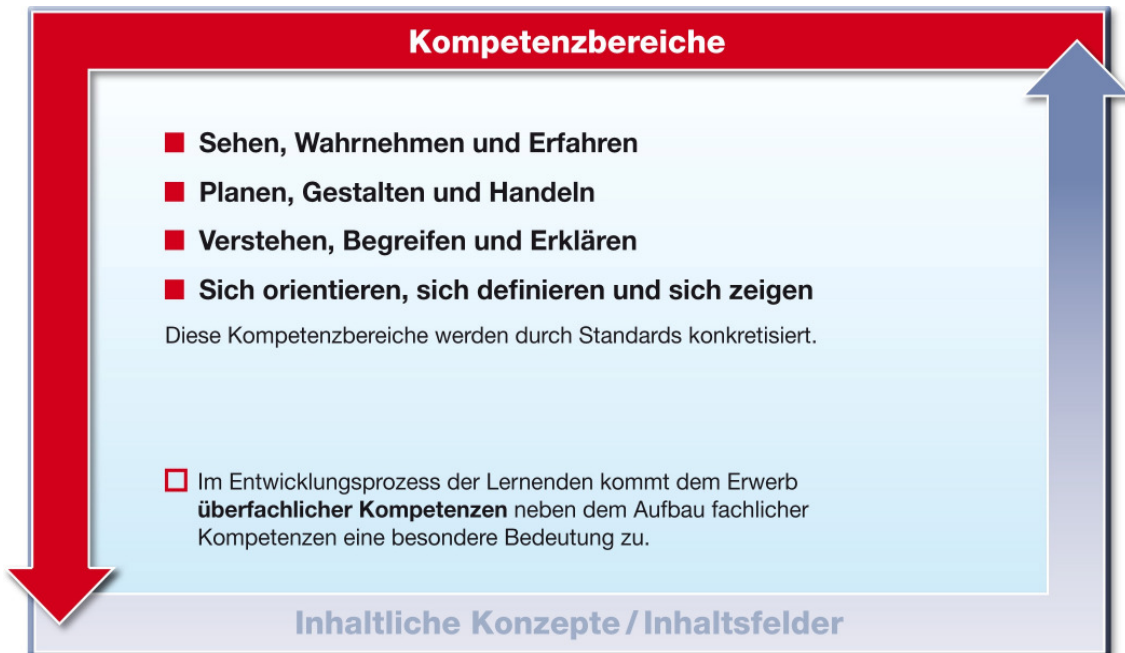 Kompetenzbereiche
Sehen, Wahrnehmen und Erfahren
Planen, Gestalten und Handeln
Verstehen, Begreifen und Erklären
Sich orientieren, sich definieren und sich zeigen
Diese Kompetenzbereiche werden durch Standards konkretisiert.
Im Entwicklungsprozess der Lernenden kommt dem Erwerb
überfachlicher Kompetenzen neben dem Aufbau fachlicher
Kompetenzen eine besondere Bedeutung zu.
Inhaltliche Konzepte / Inhaltsfelder